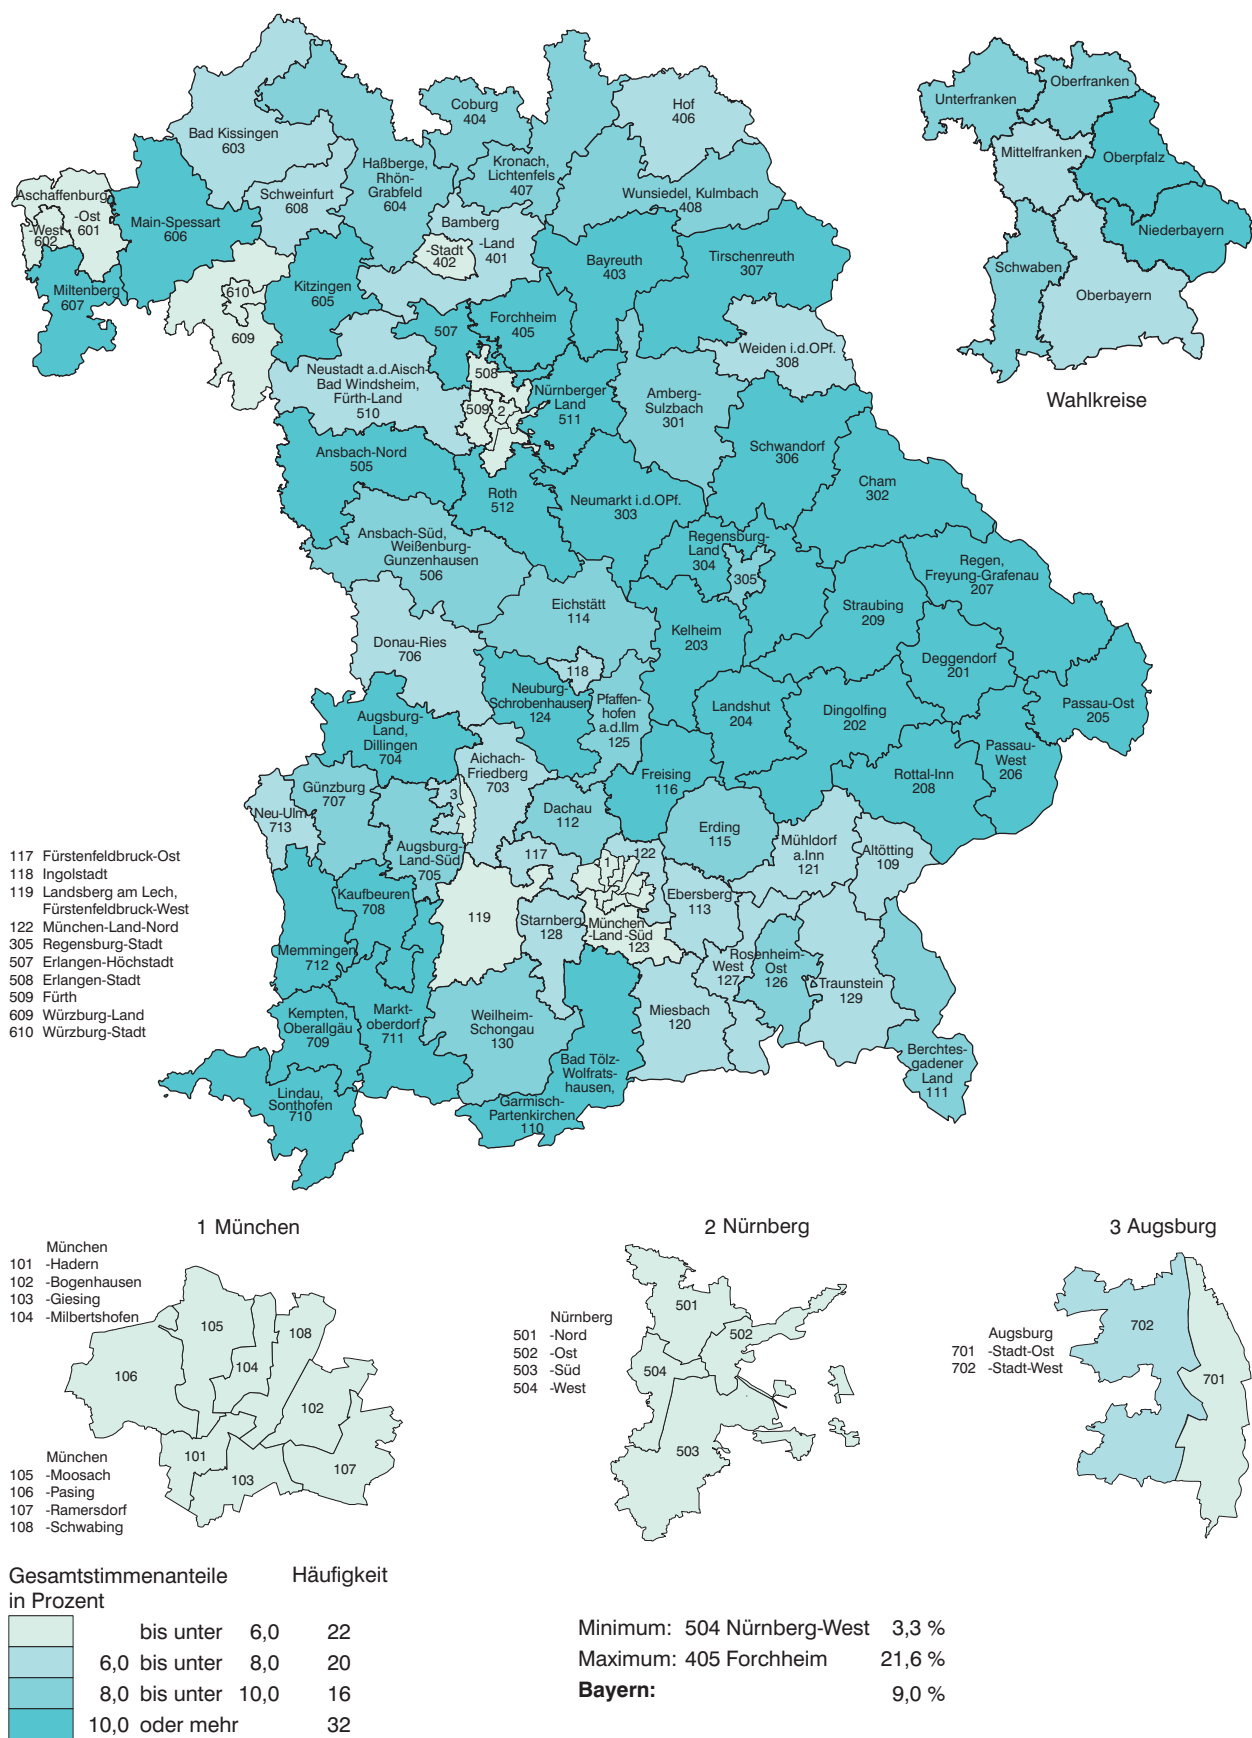 Bad Kissingen
603
Coburg
404
Hof
406
Haßberge,
Rhön-
Grabfeld
604
Kronach,
Lichtenfels
407
Wunsiedel, Kulmbach
408
Aschaffenburg
-Ost
601
-West
602
Main-Spessart
606
Schweinfurt
608
Bamberg
-Land
401
-Stadt
402
Bayreuth
403
Tirschenreuth
307
Miltenberg
607
610
609
Kitzingen
605
507
Forchheim
405
Weiden i.d.OPf.
308
Neustadt a.d.Aisch-
Bad Windsheim,
Fürth-Land
510
508
509
2
Nürnberger
Land
511
Amberg-
Sulzbach
301
Ansbach-Nord
505
Roth
512
Neumarkt i.d.OPf.
303
Schwandorf
306
Cham
302
Ansbach-Süd,
Weißenburg-
Gunzenhausen
506
Regensburg-
Land
304
305
Regen,
Freyung-Grafenau
207
Eichstätt
114
Kelheim
203
Straubing
209
Donau-Ries
706
118
Deggendorf
201
Neuburg-
Schrobenhausen
124
Pfaffen-
hofen
a.d.Ilm
125
Landshut
204
Dingolfing
202
Passau-Ost
205
Augsburg-
Land,
Dillingen
704
Aichach-
Friedberg
703
Freising
116
Passau-
West
206
Rottal-Inn
208
Günzburg
707
3
Neu-Ulm
713
Dachau
112
Erding
115
Mühldorf
a.Inn
121
Altötting
109
Augsburg-
Land-Süd
705
117
1
122
Kaufbeuren
708
119
Starnberg
128
München
-Land-Süd
123
Ebersberg
113
Memmingen
712
West
127
Rosenheim-
Ost
126
Traunstein
129
Kempten,
Oberallgäu
709
Markt-
oberdorf
711
Weilheim-
Schongau
130
Miesbach
120
Bad Tölz-
Wolfrats-
hausen,
Garmisch-
Partenkirchen
110
Berchtes-
gadener
Land
111
Lindau,
Sonthofen
710
Unterfranken
Oberfranken
Mittelfranken
Oberpfalz
Niederbayern
Schwaben
Oberbayern
Wahlkreise
117 Fürstenfeldbruck-Ost
118 Ingolstadt
119 Landsberg am Lech,
Fürstenfeldbruck-West
122 München-Land-Nord
305 Regensburg-Stadt
507 Erlangen-Höchstadt
508 Erlangen-Stadt
509 Fürth
609 Würzburg-Land
610 Würzburg-Stadt
1 München
München
101 -Hadern
102 -Bogenhausen
103 -Giesing
104 -Milbertshofen
105
108
104
106
102
101
103
107
München
105 -Moosach
106 -Pasing
107 -Ramersdorf
108 -Schwabing
2 Nürnberg
Nürnberg
501 -Nord
502 -Ost
503 -Süd
504 -West
501
502
504
503
3 Augsburg
Augsburg
701 -Stadt-Ost
702 -Stadt-West
702
701
Gesamtstimmenanteile
in Prozent
Häufigkeit
bis unter 6,0 22
6,0 bis unter 8,0 20
8,0 bis unter 10,0 16
10,0 oder mehr 32
Minimum: 504 Nürnberg-West 3,3 %
Maximum: 405 Forchheim 21,6 %
Bayern: 9,0 %